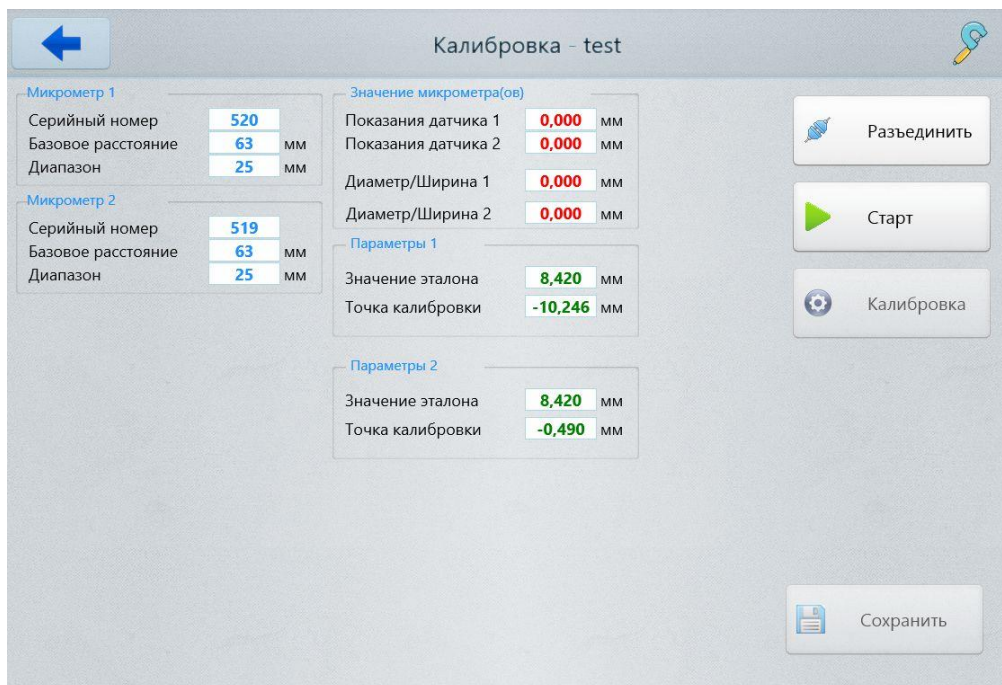 Калибровка - test
Микрометр 1
Серийный номер 520
Базовое расстояние 63 мм
Диапазон 25 мм
Микрометр 2
Серийный номер 519
Базовое расстояние 63 мм
Диапазон 25 мм
Значение микрометра(ов)
Показания датчика 1 0,000 мм
Показания датчика 2 0,000 мм
Диаметр/Ширина 1 0,000 мм
Диаметр/Ширина 2 0,000 мм
Параметры 1
Значение эталона 8,420 мм
Точка калибровки -10,246 мм
Параметры 2
Значение эталона 8,420 мм
Точка калибровки -0,490 мм
Разъединить
Старт
Калибровка
Сохранить